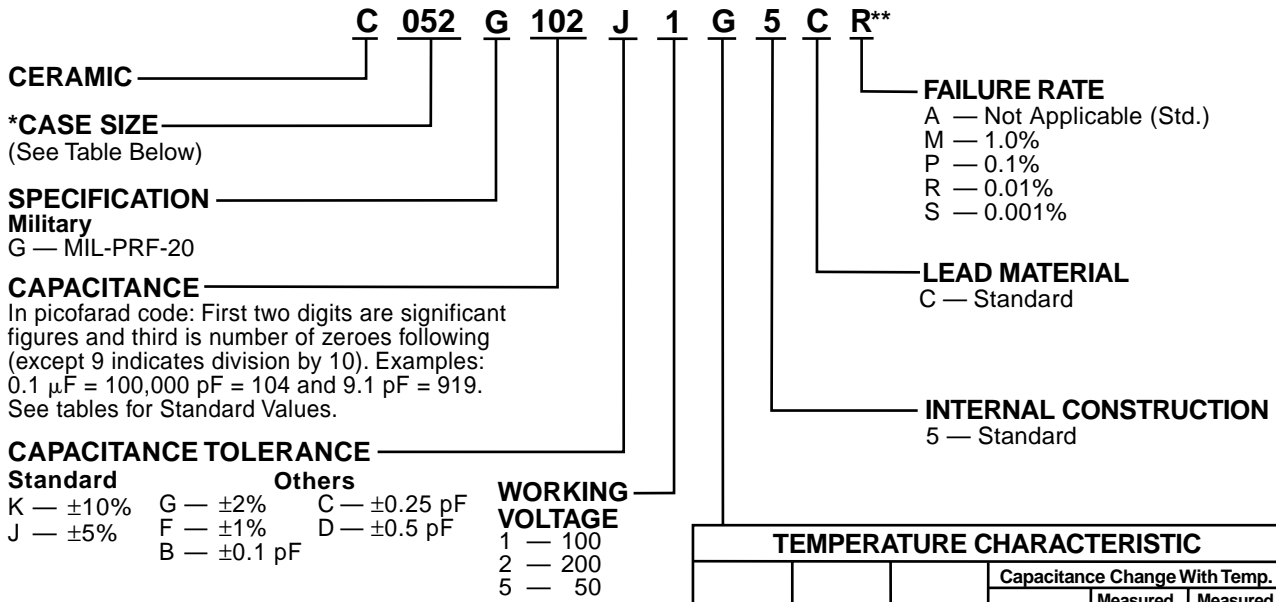 C 052 G 102 J 1 G 5 C R**
CERAMIC
*CASE SIZE
(See Table Below)
SPECIFICATION
Military
G — MIL-PRF-20
CAPACITANCE
In picofarad code: First two digits are significant
figures and third is number of zeroes following
(except 9 indicates division by 10). Examples:
0.1 μF = 100,000 pF = 104 and 9.1 pF = 919.
See tables for Standard Values.
CAPACITANCE TOLERANCE
Standard Others
K — ±10% G — ±2% C — ±0.25 pF
J — ±5% F — ±1% D — ±0.5 pF
B — ±0.1 pF
WORKING
VOLTAGE
1 — 100
2 — 200
5 — 50
FAILURE RATE
A — Not Applicable (Std.)
M — 1.0%
P — 0.1%
R — 0.01%
S — 0.001%
LEAD MATERIAL
C — Standard
INTERNAL CONSTRUCTION
5 — Standard
TEMPERATURE CHARACTERISTIC
Capacitance Change With Temp.
Measured Measured